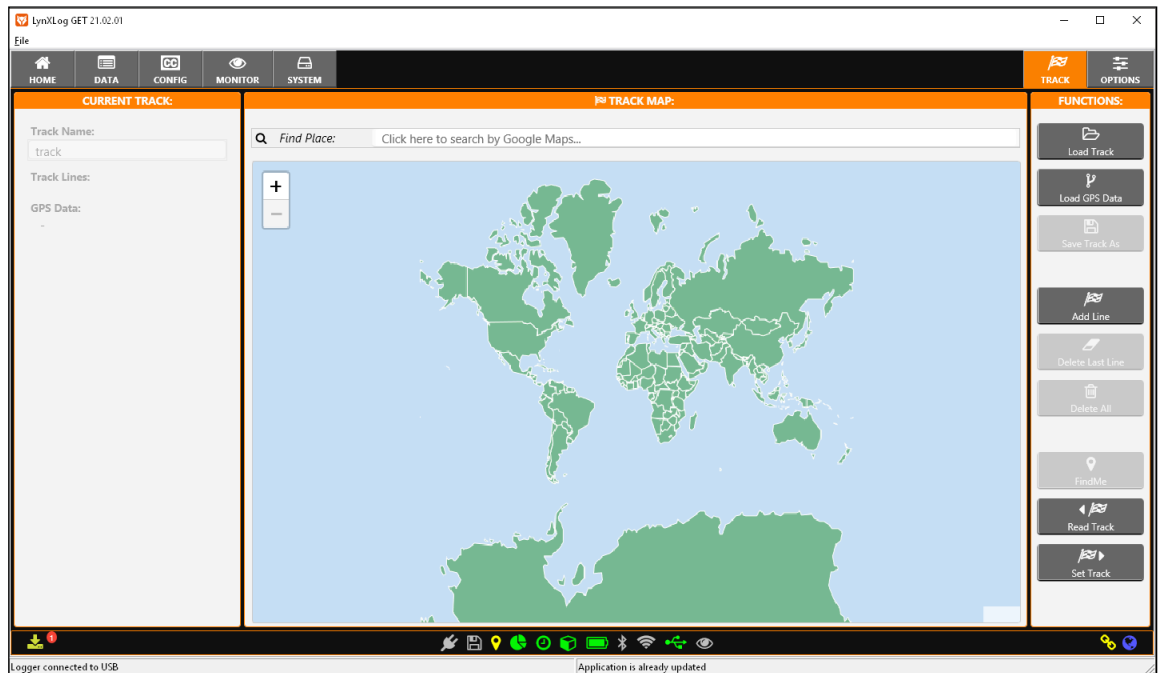 LynXLog GET 21.02.01
File
HOME
DATA
CC
CONFIG
MONITOR
SYSTEM
TRACK
OPTIONS
CURRENT TRACK:
TRACK MAP:
FUNCTIONS:
Track Name:
track
Track Lines:
GPS Data:
-
Find Place:
Click here to search by Google Maps...
+
−
Load Track
Load GPS Data
Save Track As
Add Line
Delete Last Line
Delete All
FindMe
Read Track
Set Track
1
Logger connected to USB
Application is already updated